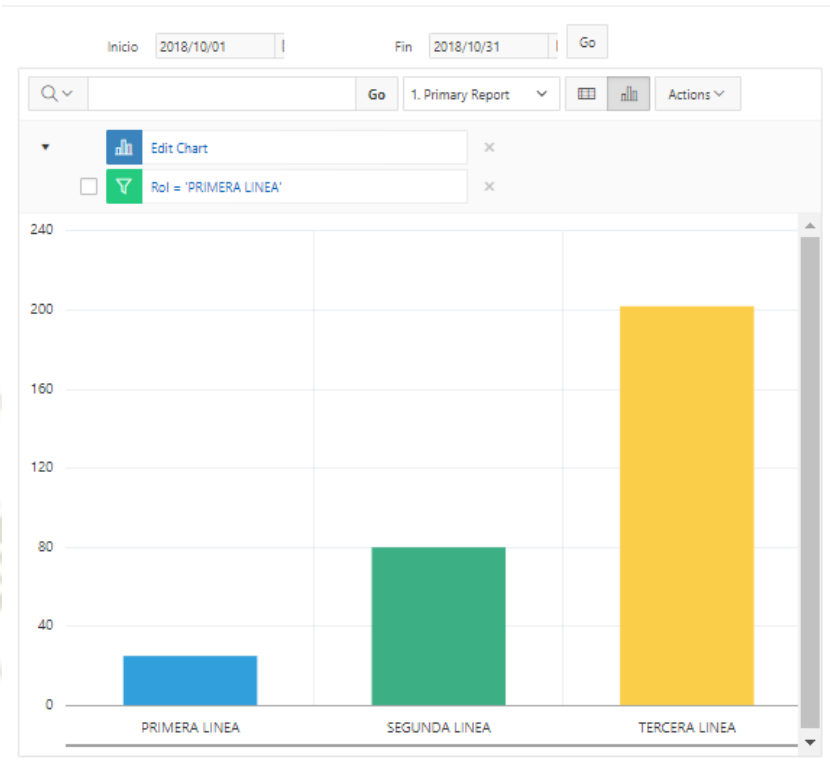 Inicio 2018/10/01 Fin 2018/10/31 Go
Go 1. Primary Report Actions
Edit Chart
Rol = 'PRIMERA LINEA'
240
200
160
120
80
40
0
PRIMERA LINEA SEGUNDA LINEA TERCERA LINEA